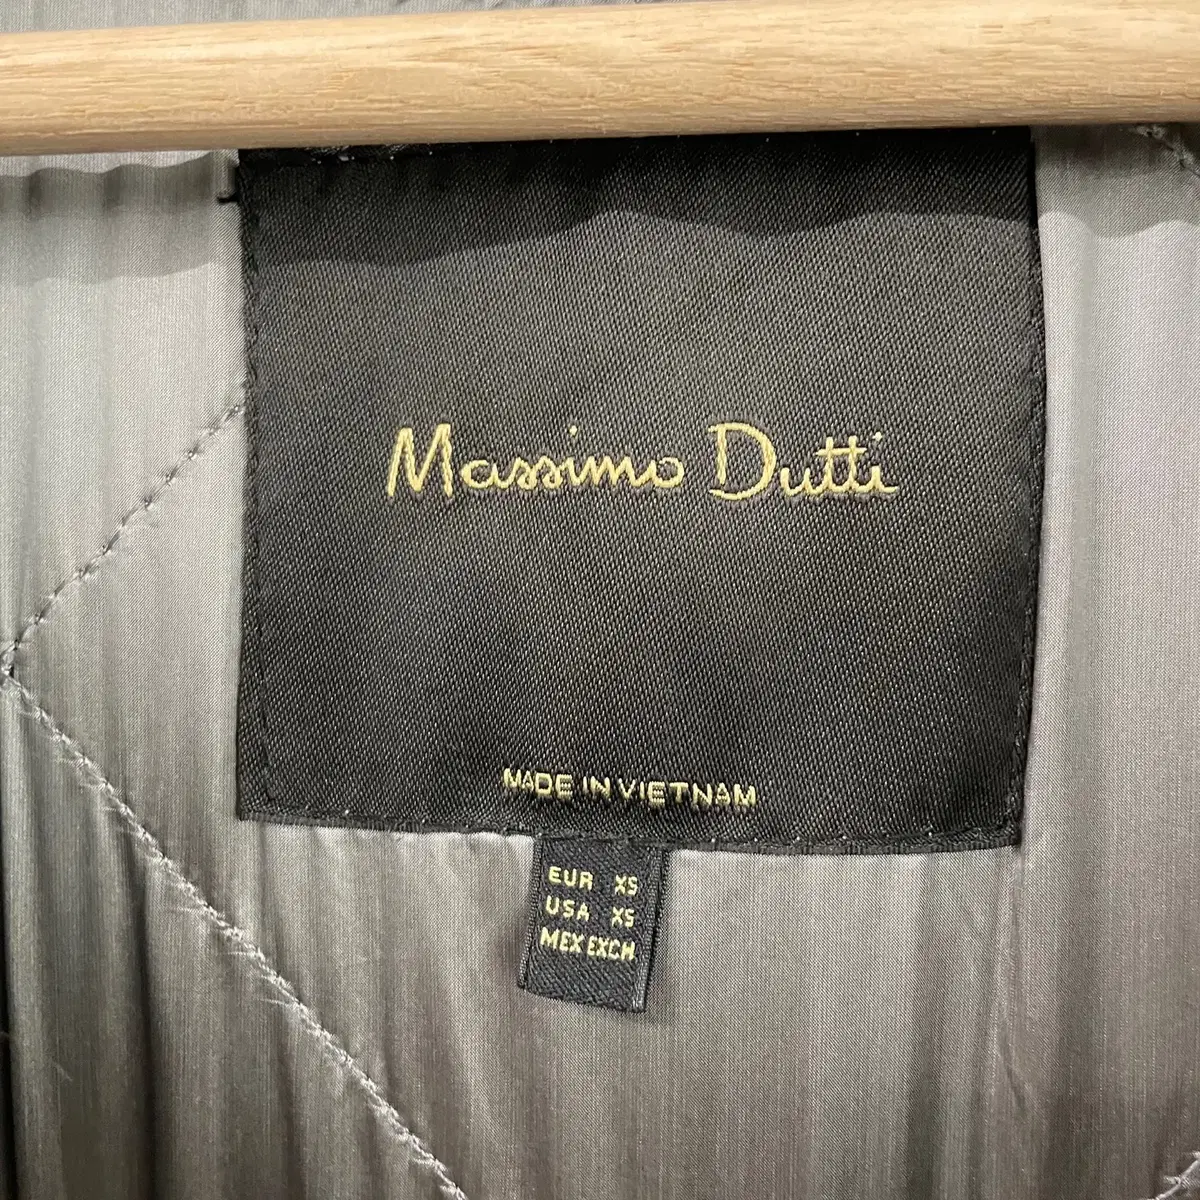 Massimo Dutti
MADE IN VIETNAM
EUR XS
USA XS
MEX EXCH